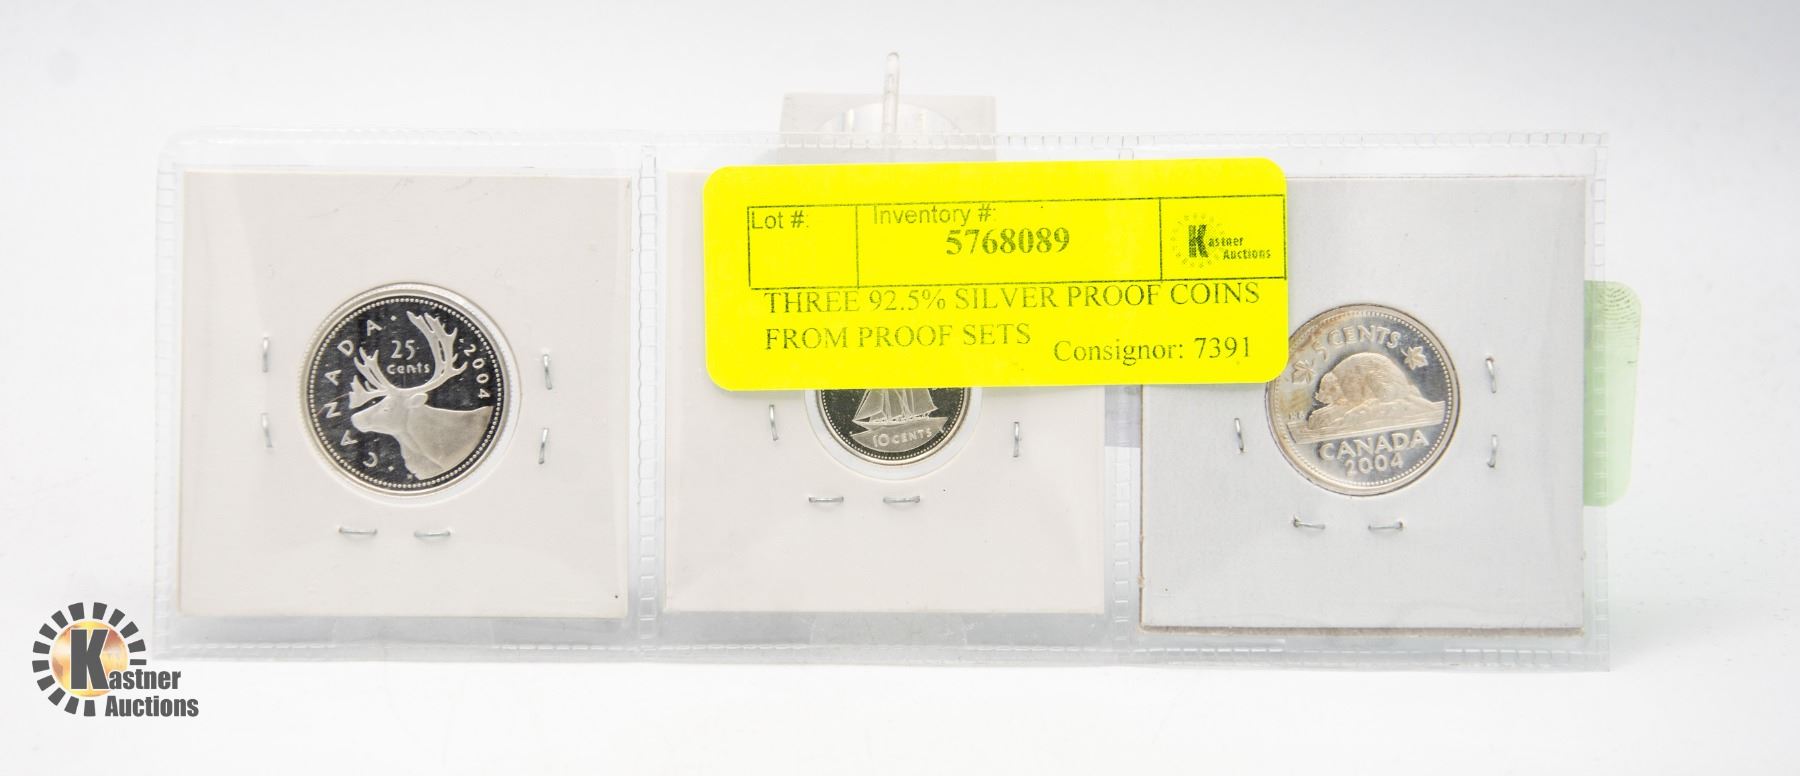 Lot #:
Inventory #:
5768089
Kastner
Auctions
THREE 92.5% SILVER PROOF COINS
FROM PROOF SETS
Consignor: 7391
CANADA · 2004
25
Cents
10 CENTS
5 CENTS
CANADA
2004
Kastner
Auctions